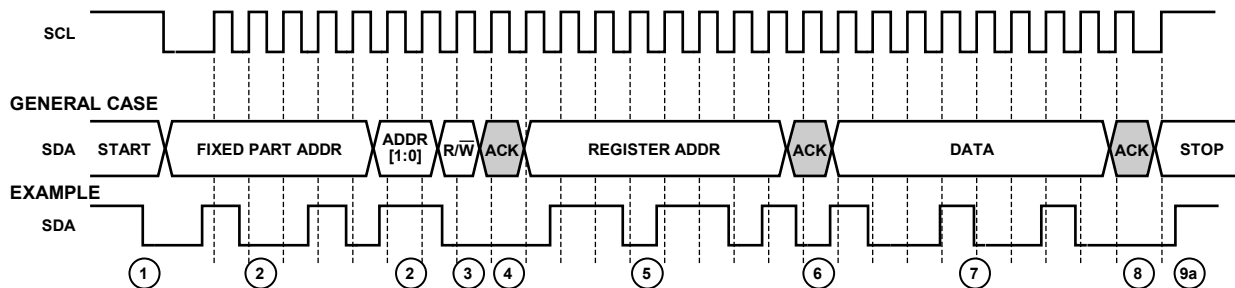 SCL
GENERAL CASE
SDA START FIXED PART ADDR ADDR [1:0] R/W̅ ACK REGISTER ADDR ACK DATA ACK STOP
EXAMPLE
SDA
1 2 2 3 4 5 6 7 8 9a